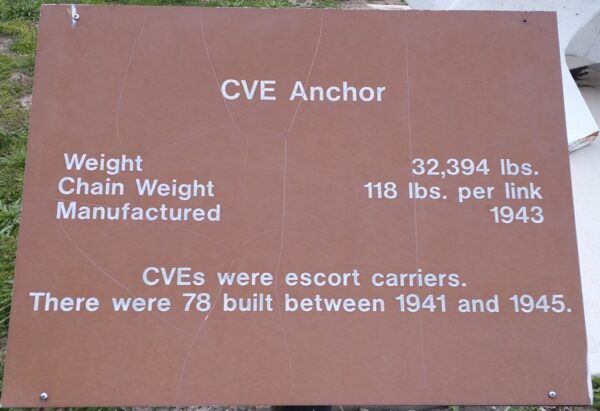 CVE Anchor
Weight 32,394 lbs.
Chain Weight 118 lbs. per link
Manufactured 1943
CVEs were escort carriers.
There were 78 built between 1941 and 1945.